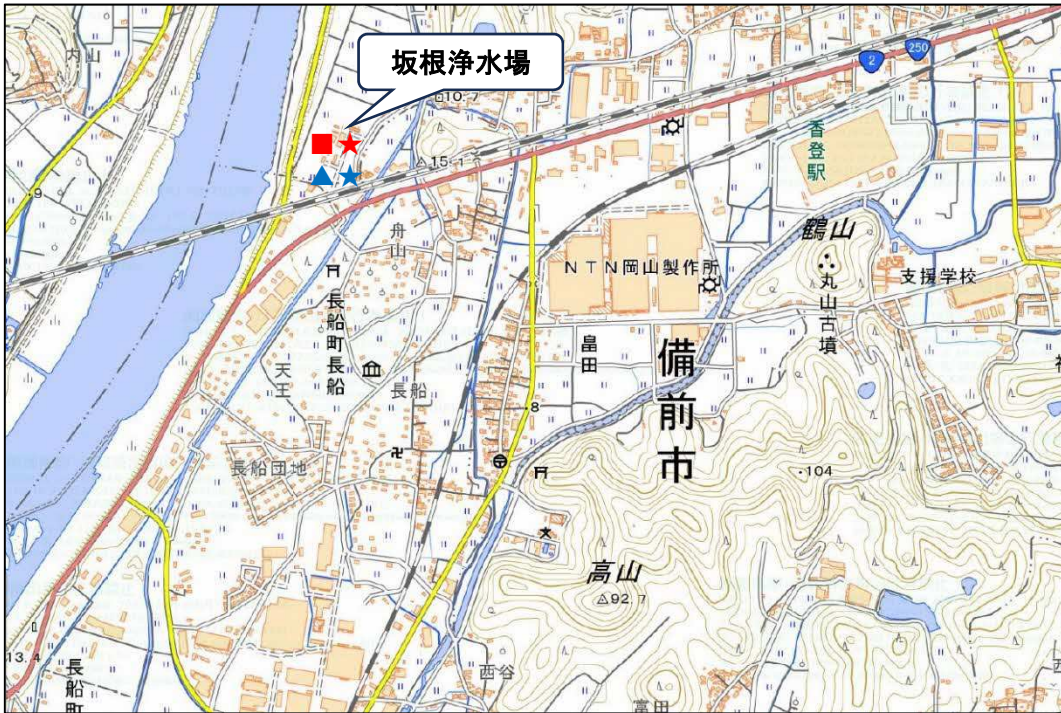 坂根浄水場
内山
10.7
2
250
香登駅
15.1
9
舟山
鶴山
NTN岡山製作所
丸山古墳
支援学校
長船町長船
畠田
備前市
天王
長船
8
長船団地
104
高山
92.7
13.4
西谷
長船町
富田